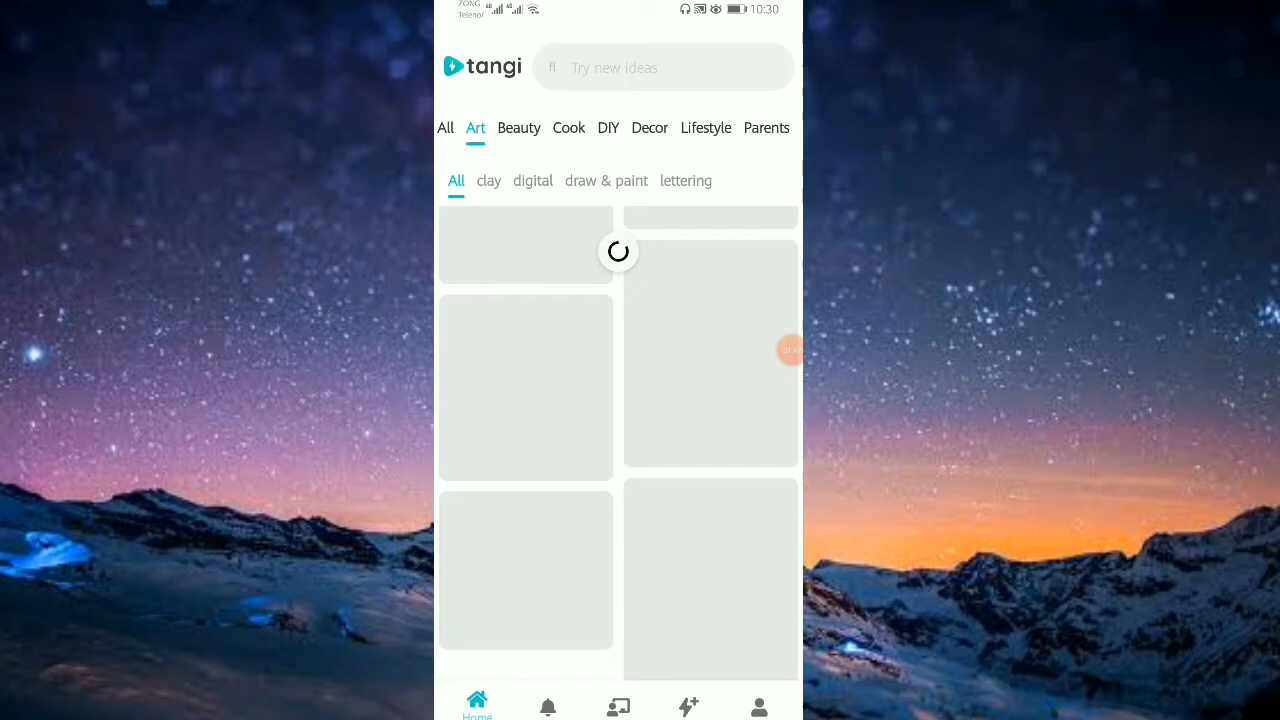 ZONG
Telenor
10:30
tangi
Try new ideas
All Art Beauty Cook DIY Decor Lifestyle Parents
All clay digital draw & paint lettering
Home